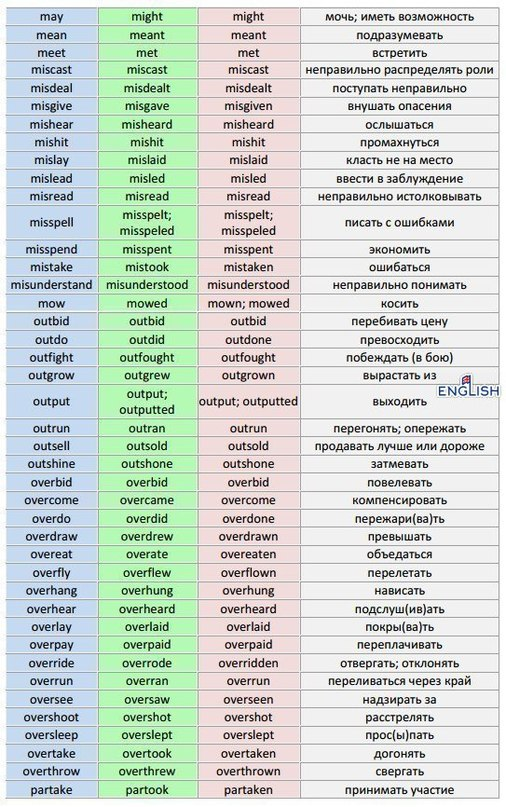 may might might мочь; иметь возможность
mean meant meant подразумевать
meet met met встретить
miscast miscast miscast неправильно распределять роли
misdeal misdealt misdealt поступать неправильно
misgive misgave misgiven внушать опасения
mishear misheard misheard ослышаться
mishit mishit mishit промахнуться
mislay mislaid mislaid класть не на место
mislead misled misled ввести в заблуждение
misread misread misread неправильно истолковывать
misspell misspelt; misspeled misspelt; misspeled писать с ошибками
misspend misspent misspent экономить
mistake mistook mistaken ошибаться
misunderstand misunderstood misunderstood неправильно понимать
mow mowed mown; mowed косить
outbid outbid outbid перебивать цену
outdo outdid outdone превосходить
outfight outfought outfought побеждать (в бою)
outgrow outgrew outgrown вырастать из
ENGLISH
output output; outputted output; outputted выходить
outrun outran outrun перегонять; опережать
outsell outsold outsold продавать лучше или дороже
outshine outshone outshone затмевать
overbid overbid overbid повелевать
overcome overcame overcome компенсировать
overdo overdid overdone пережари(ва)ть
overdraw overdrew overdrawn превышать
overeat overate overeaten объедаться
overfly overflew overflown перелетать
overhang overhung overhung нависать
overhear overheard overheard подслуш(ив)ать
overlay overlaid overlaid покры(ва)ть
overpay overpaid overpaid переплачивать
override overrode overridden отвергать; отклонять
overrun overran overrun переливаться через край
oversee oversaw overseen надзирать за
overshoot overshot overshot расстрелять
oversleep overslept overslept прос(ы)пать
overtake overtook overtaken догонять
overthrow overthrew overthrown свергать
partake partook partaken принимать участие